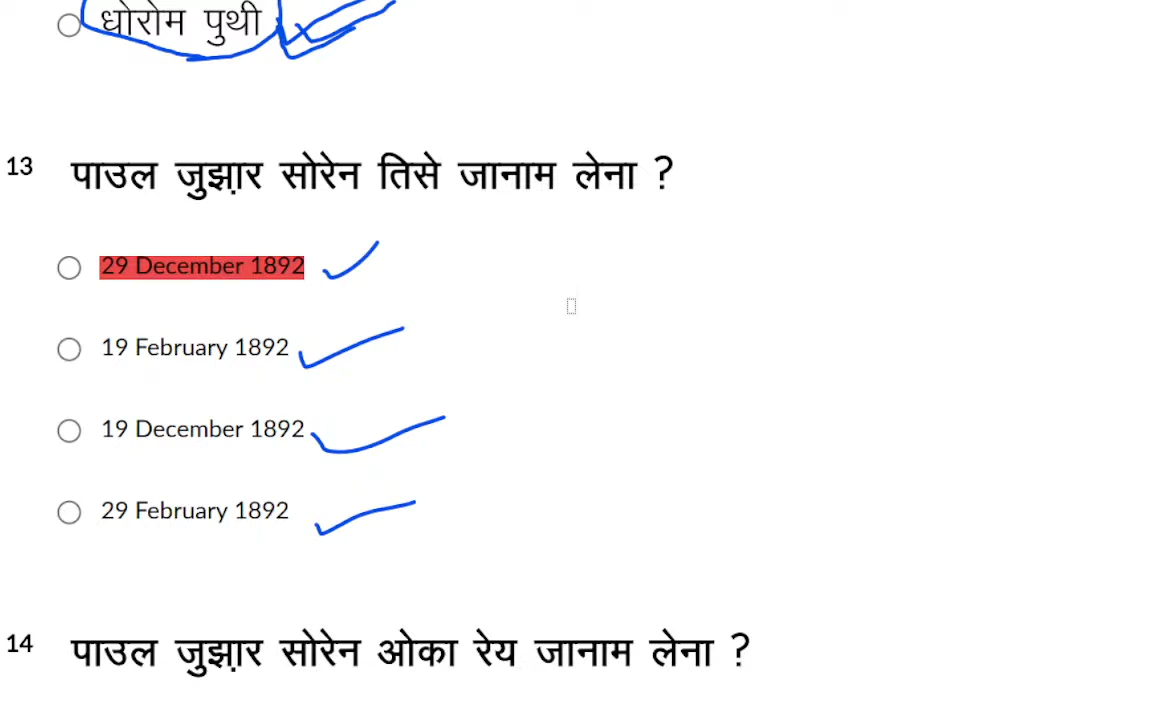 धोरोम पुथी
13 पाउल जुझा़र सोरेन तिसे जानाम लेना ?
29 December 1892
19 February 1892
19 December 1892
29 February 1892
14 पाउल जुझा़र सोरेन ओका रेय जानाम लेना ?